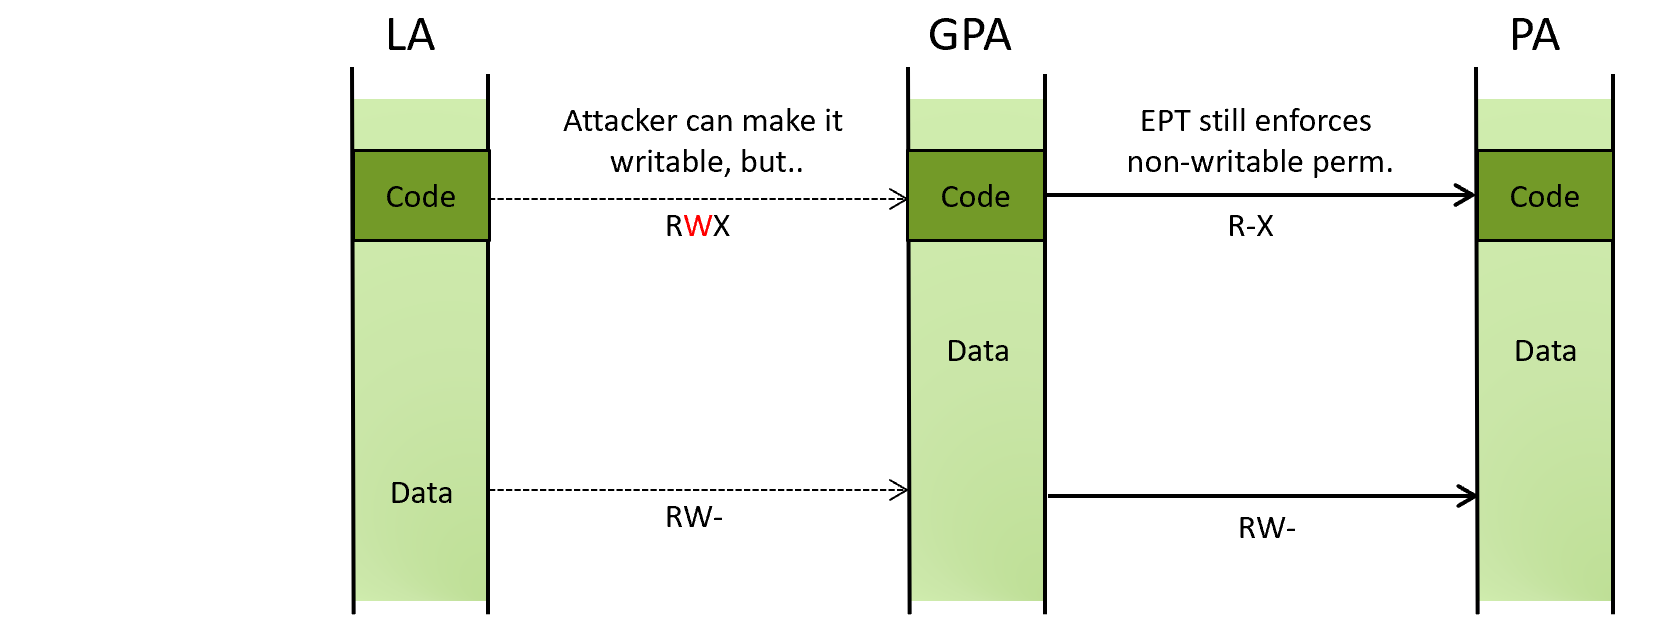 LA
GPA
PA
Attacker can make it
writable, but..
EPT still enforces
non-writable perm.
Code
Code
Code
RWX
R-X
Data
Data
Data
RW-
RW-